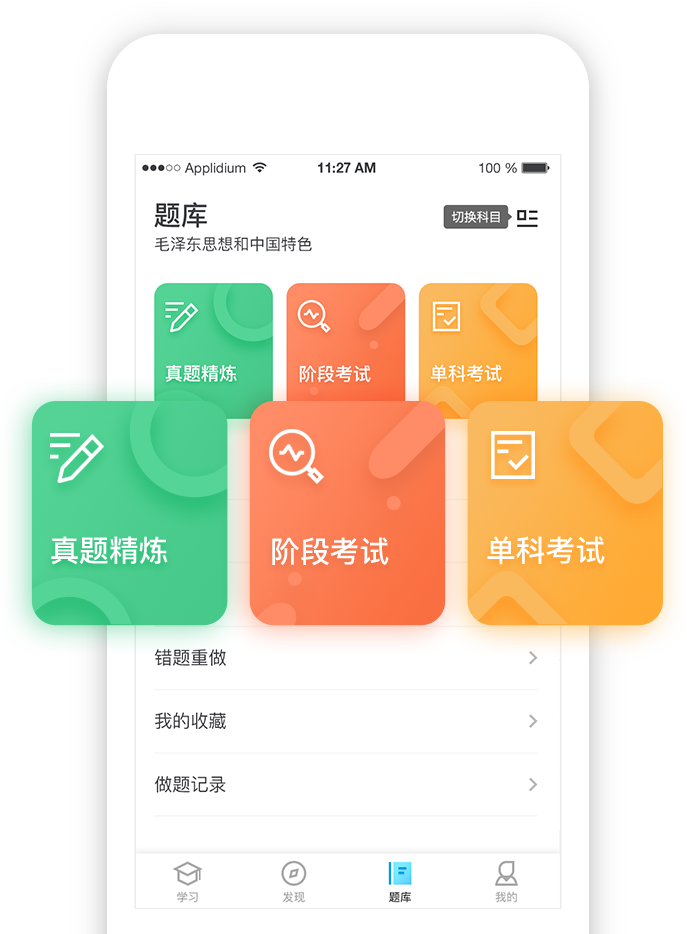 Applidium 11:27 AM 100 %
题库
切换科目
毛泽东思想和中国特色
真题精炼 阶段考试 单科考试
真题精炼 阶段考试 单科考试
错题重做
我的收藏
做题记录
学习 发现 题库 我的